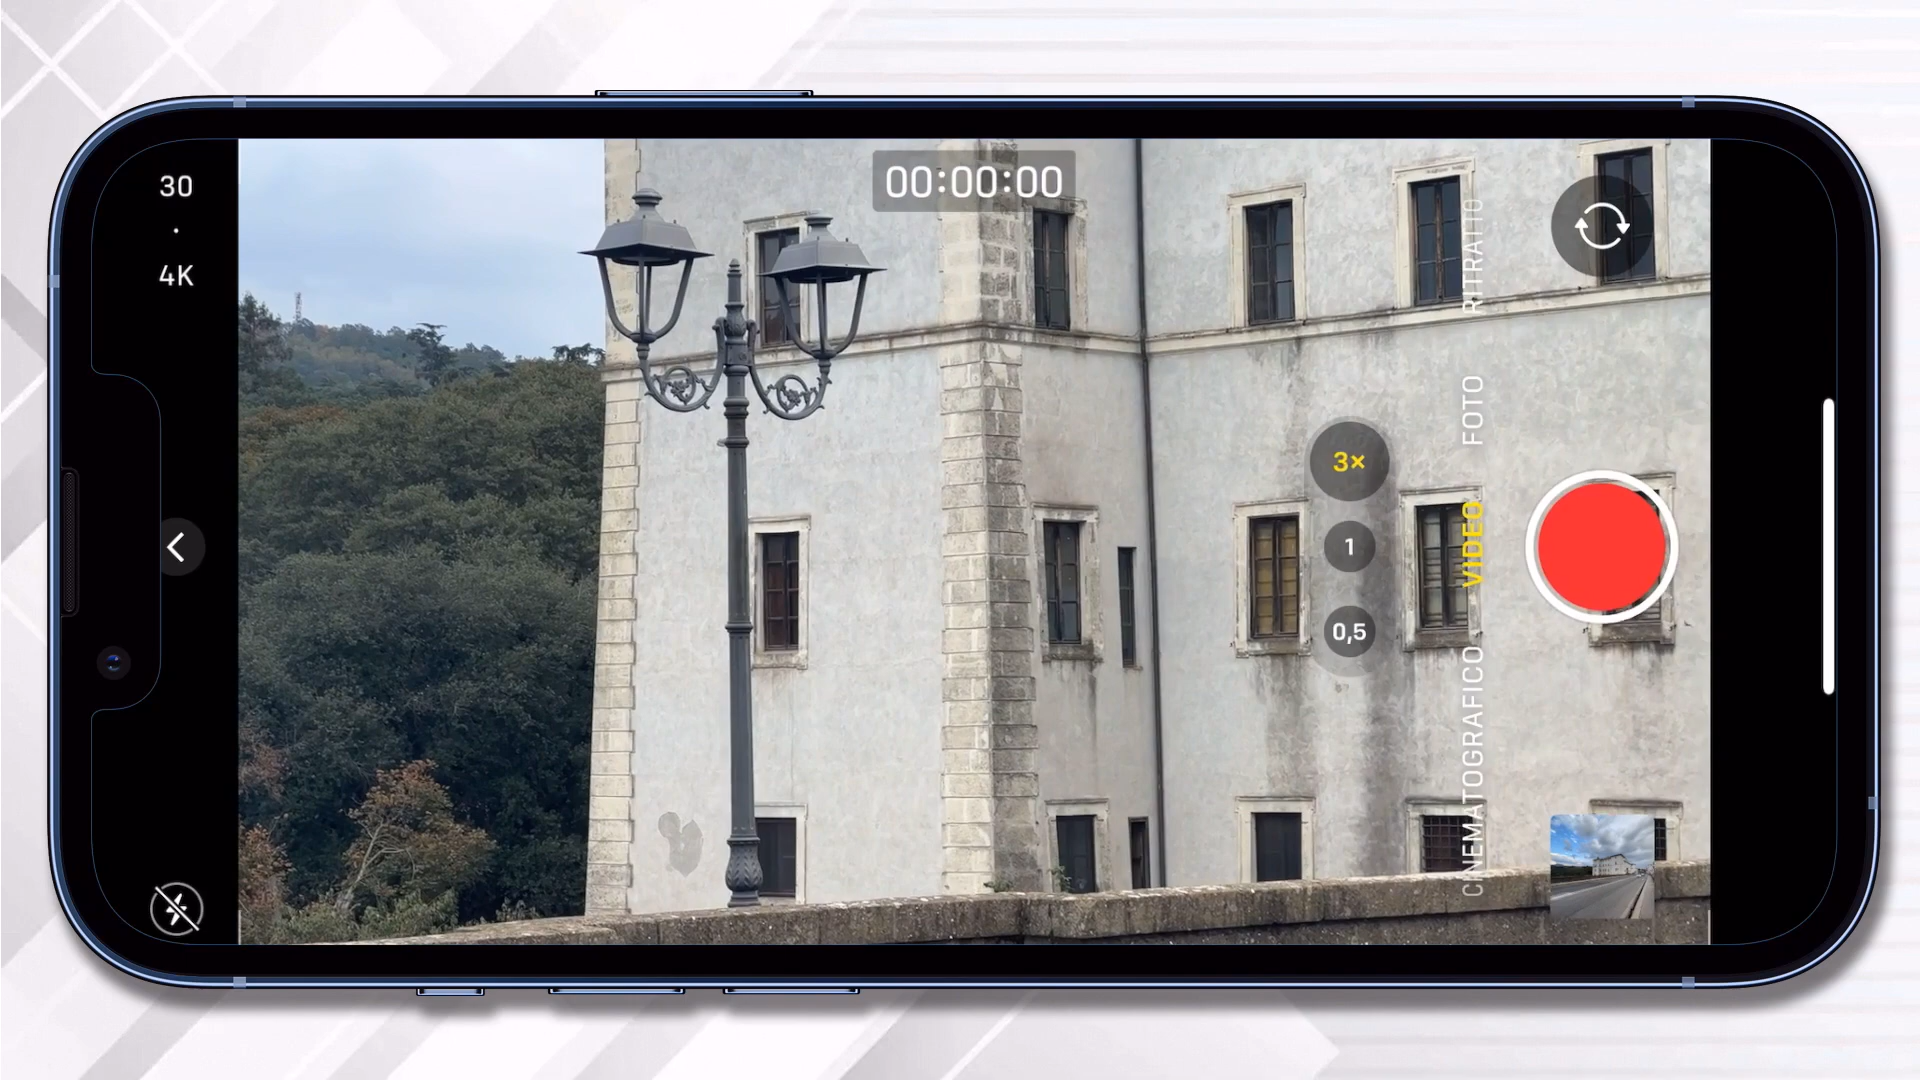 30
·
4K
00:00:00
3×
1
0,5
RITRATTO
FOTO
VIDEO
CINEMATOGRAFICO